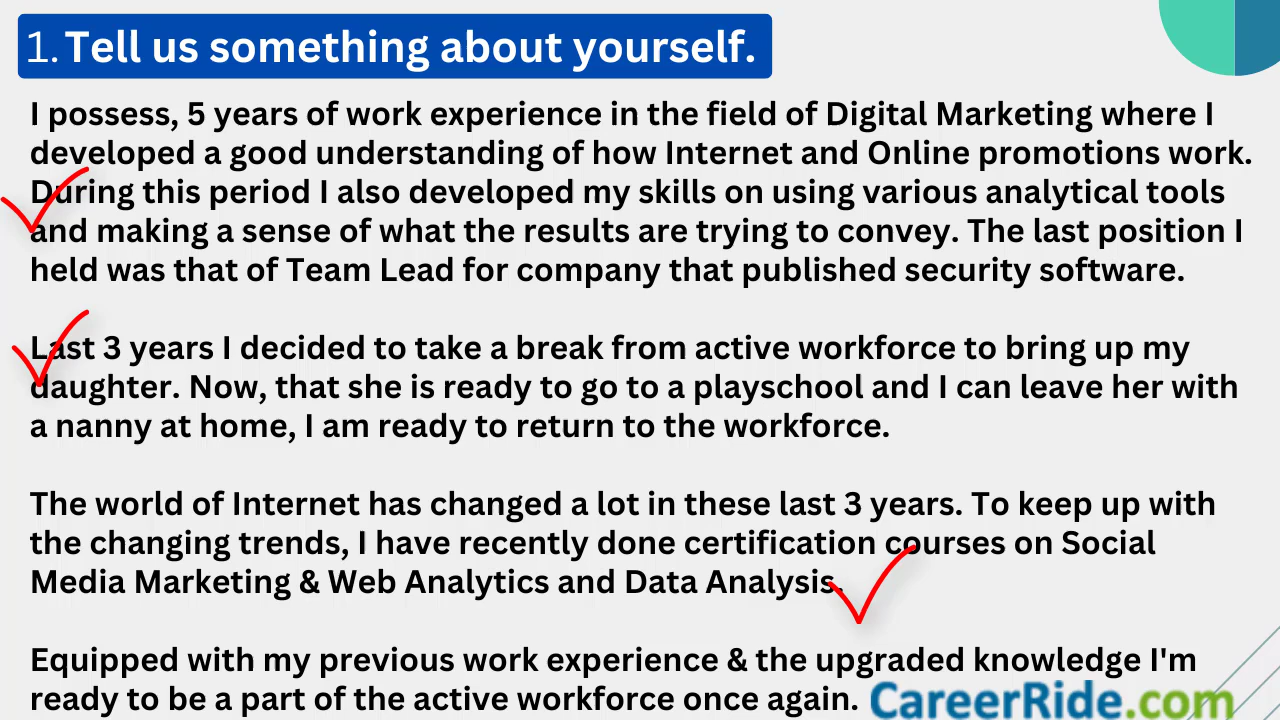 1. Tell us something about yourself.
I possess, 5 years of work experience in the field of Digital Marketing where I
developed a good understanding of how Internet and Online promotions work.
During this period I also developed my skills on using various analytical tools
and making a sense of what the results are trying to convey. The last position I
held was that of Team Lead for company that published security software.
Last 3 years I decided to take a break from active workforce to bring up my
daughter. Now, that she is ready to go to a playschool and I can leave her with
a nanny at home, I am ready to return to the workforce.
The world of Internet has changed a lot in these last 3 years. To keep up with
the changing trends, I have recently done certification courses on Social
Media Marketing & Web Analytics and Data Analysis.
Equipped with my previous work experience & the upgraded knowledge I'm
ready to be a part of the active workforce once again.
CareerRide.com